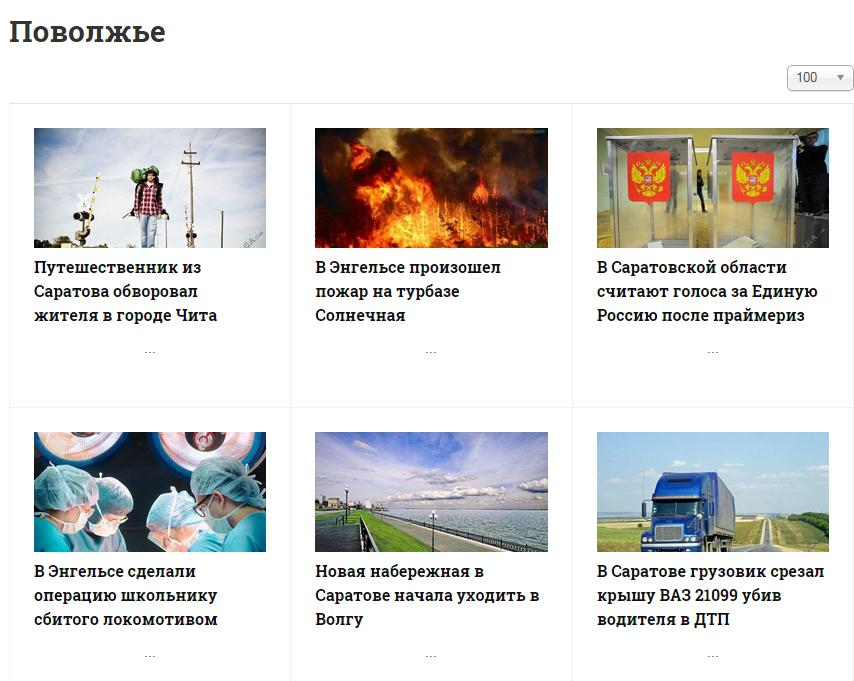 Поволжье
100
Путешественник из
Саратова обворовал
жителя в городе Чита
...
В Энгельсе произошел
пожар на турбазе
Солнечная
...
В Саратовской области
считают голоса за Единую
Россию после праймериз
...
В Энгельсе сделали
операцию школьнику
сбитого локомотивом
...
Новая набережная в
Саратове начала уходить в
Волгу
...
В Саратове грузовик срезал
крышу ВАЗ 21099 убив
водителя в ДТП
...